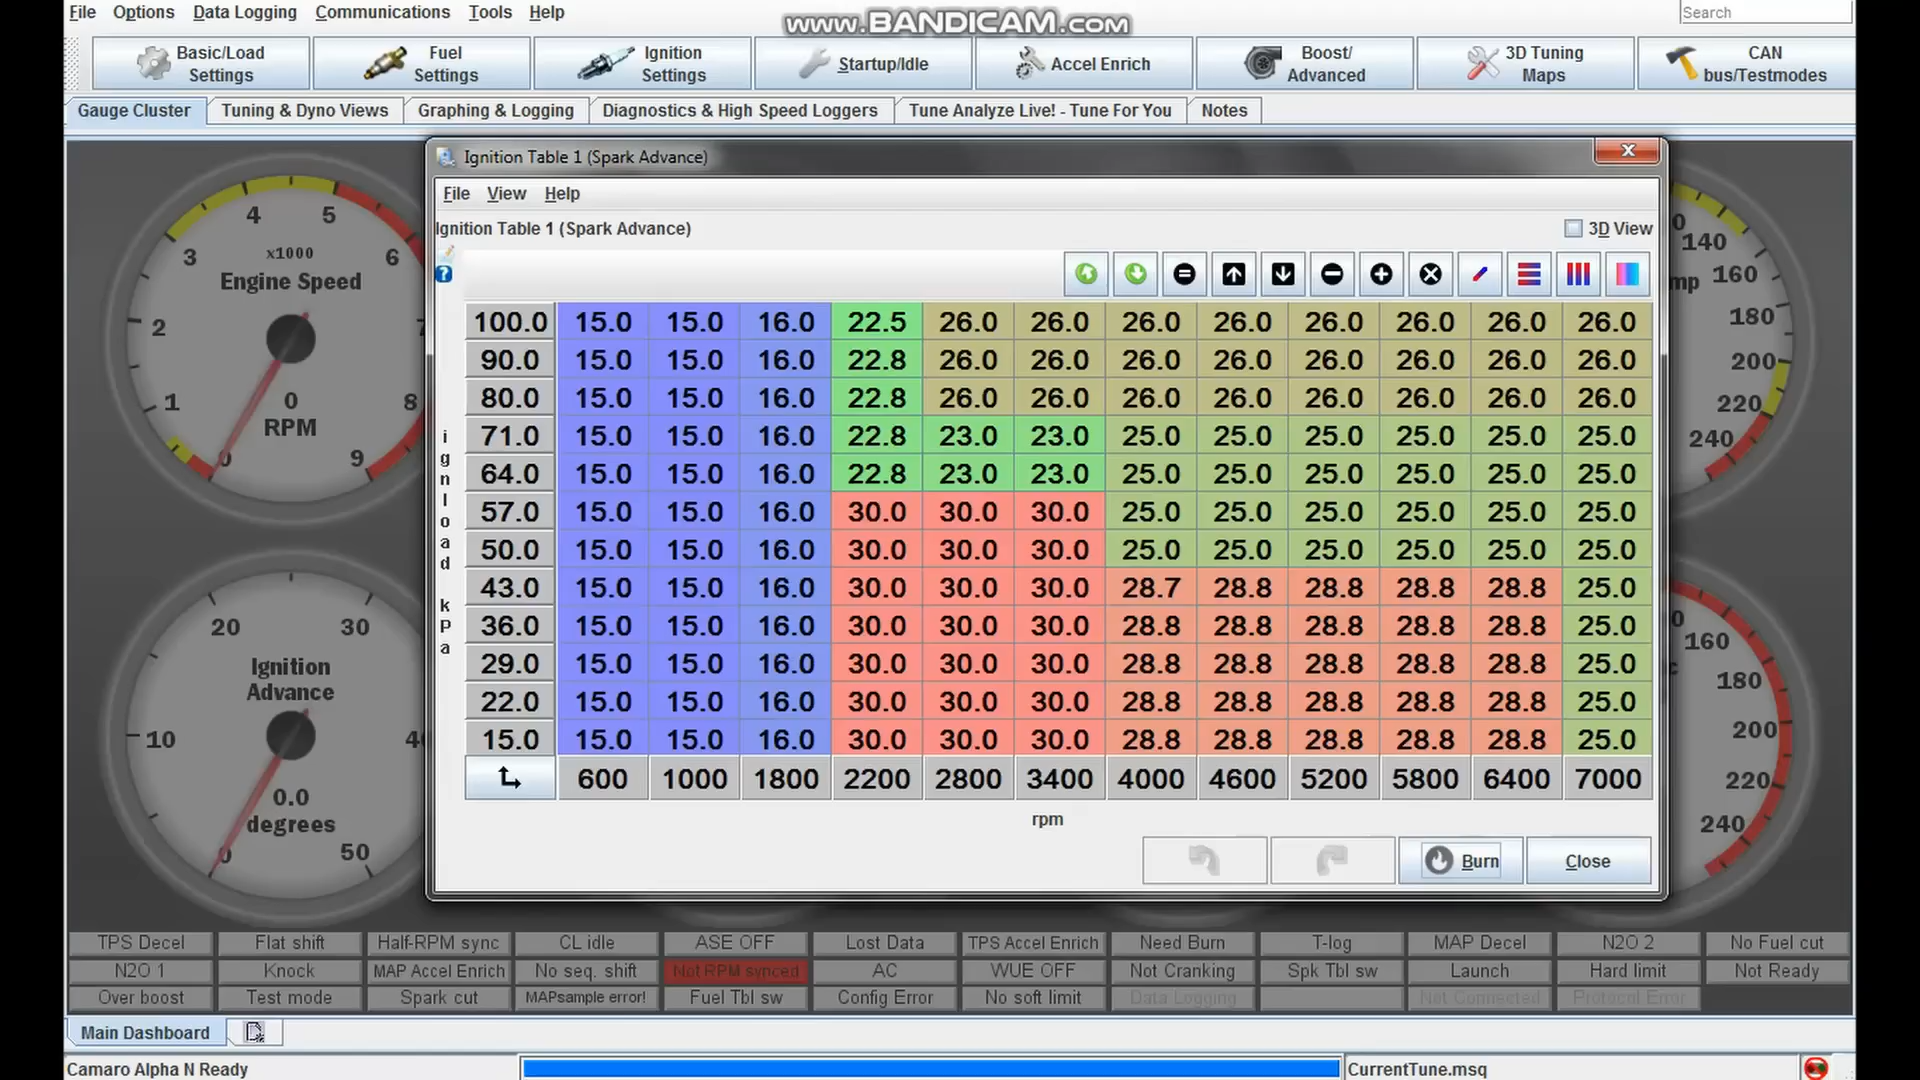 File Options Data Logging Communications Tools Help
www.BANDICAM.com
Search
Basic/Load Settings
Fuel Settings
Ignition Settings
Startup/Idle
Accel Enrich
Boost/ Advanced
3D Tuning Maps
CAN bus/Testmodes
Gauge Cluster Tuning & Dyno Views Graphing & Logging Diagnostics & High Speed Loggers Tune Analyze Live! - Tune For You Notes
Ignition Table 1 (Spark Advance)
File View Help
Ignition Table 1 (Spark Advance)
3D View
100.0 15.0 15.0 16.0 22.5 26.0 26.0 26.0 26.0 26.0 26.0 26.0 26.0
90.0 15.0 15.0 16.0 22.8 26.0 26.0 26.0 26.0 26.0 26.0 26.0 26.0
80.0 15.0 15.0 16.0 22.8 26.0 26.0 26.0 26.0 26.0 26.0 26.0 26.0
71.0 15.0 15.0 16.0 22.8 23.0 23.0 25.0 25.0 25.0 25.0 25.0 25.0
64.0 15.0 15.0 16.0 22.8 23.0 23.0 25.0 25.0 25.0 25.0 25.0 25.0
57.0 15.0 15.0 16.0 30.0 30.0 30.0 25.0 25.0 25.0 25.0 25.0 25.0
50.0 15.0 15.0 16.0 30.0 30.0 30.0 25.0 25.0 25.0 25.0 25.0 25.0
43.0 15.0 15.0 16.0 30.0 30.0 30.0 28.7 28.8 28.8 28.8 28.8 25.0
36.0 15.0 15.0 16.0 30.0 30.0 30.0 28.8 28.8 28.8 28.8 28.8 25.0
29.0 15.0 15.0 16.0 30.0 30.0 30.0 28.8 28.8 28.8 28.8 28.8 25.0
22.0 15.0 15.0 16.0 30.0 30.0 30.0 28.8 28.8 28.8 28.8 28.8 25.0
15.0 15.0 15.0 16.0 30.0 30.0 30.0 28.8 28.8 28.8 28.8 28.8 25.0
600 1000 1800 2200 2800 3400 4000 4600 5200 5800 6400 7000
ignload kPa
rpm
Burn
Close
0 1 2 3 4 5 6 7 8 9
x1000
Engine Speed
0
RPM
0 10 20 30 40 50
Ignition
Advance
0.0
degrees
0 140 160 180 200 220 240
mp
0 160 180 200 220 240
c
TPS Decel Flat shift Half-RPM sync CL idle ASE OFF Lost Data TPS Accel Enrich Need Burn T-log MAP Decel N2O 2 No Fuel cut
N2O 1 Knock MAP Accel Enrich No seq. shift Not RPM synced AC WUE OFF Not Cranking Spk Tbl sw Launch Hard limit Not Ready
Over boost Test mode Spark cut MAPsample error! Fuel Tbl sw Config Error No soft limit Data Logging Not Connected Protocol Error
Main Dashboard
Camaro Alpha N Ready
CurrentTune.msq